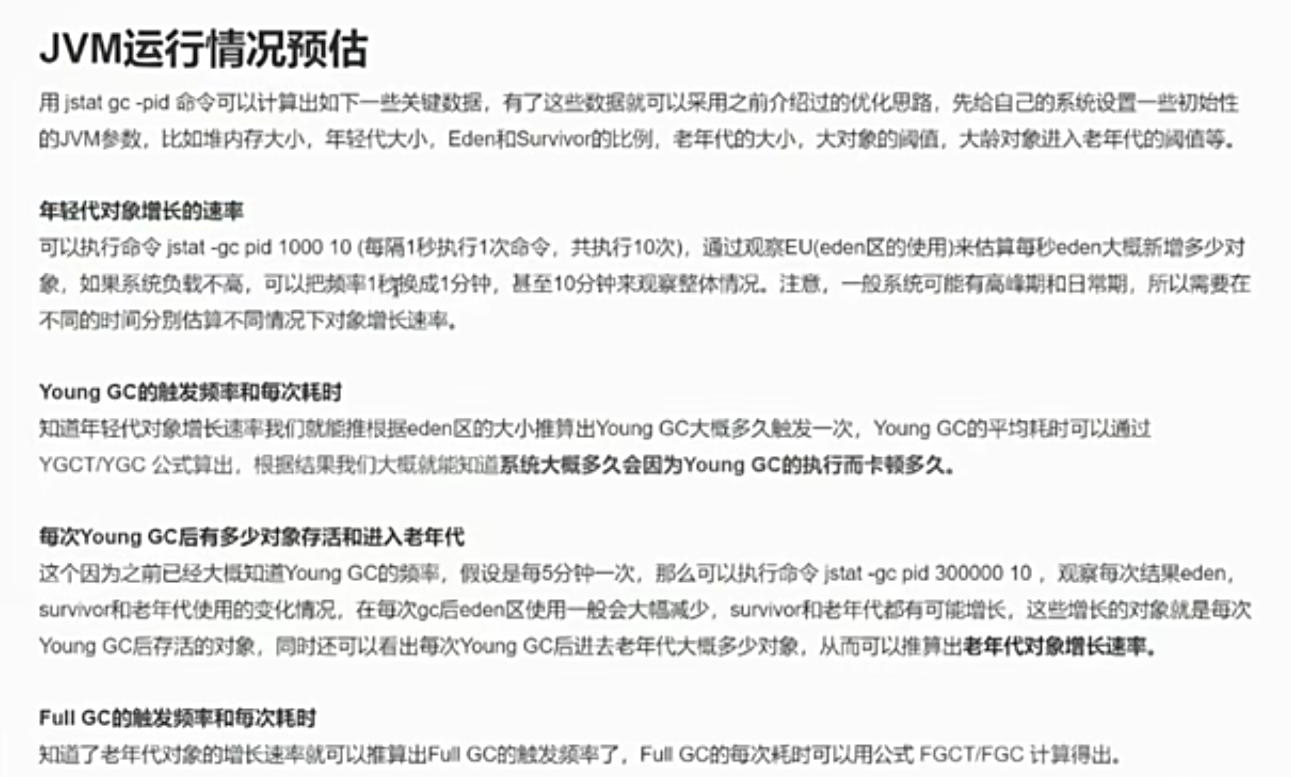 JVM运行情况预估
用 jstat gc -pid 命令可以计算出如下一些关键数据，有了这些数据就可以采用之前介绍过的优化思路，先给自己的系统设置一些初始性
的JVM参数，比如堆内存大小，年轻代大小，Eden和Survivor的比例，老年代的大小，大对象的阈值，大龄对象进入老年代的阈值等。
年轻代对象增长的速率
可以执行命令 jstat -gc pid 1000 10 (每隔1秒执行1次命令，共执行10次)，通过观察EU(eden区的使用)来估算每秒eden大概新增多少对
象，如果系统负载不高，可以把频率1秒换成1分钟，甚至10分钟来观察整体情况。注意，一般系统可能有高峰期和日常期，所以需要在
不同的时间分别估算不同情况下对象增长速率。
Young GC的触发频率和每次耗时
知道年轻代对象增长速率我们就能推根据eden区的大小推算出Young GC大概多久触发一次，Young GC的平均耗时可以通过
YGCT/YGC 公式算出，根据结果我们大概就能知道系统大概多久会因为Young GC的执行而卡顿多久。
每次Young GC后有多少对象存活和进入老年代
这个因为之前已经大概知道Young GC的频率，假设是每5分钟一次，那么可以执行命令 jstat -gc pid 300000 10 ，观察每次结果eden，
survivor和老年代使用的变化情况，在每次gc后eden区使用一般会大幅减少，survivor和老年代都有可能增长，这些增长的对象就是每次
Young GC后存活的对象，同时还可以看出每次Young GC后进去老年代大概多少对象，从而可以推算出老年代对象增长速率。
Full GC的触发频率和每次耗时
知道了老年代对象的增长速率就可以推算出Full GC的触发频率了，Full GC的每次耗时可以用公式 FGCT/FGC 计算得出。